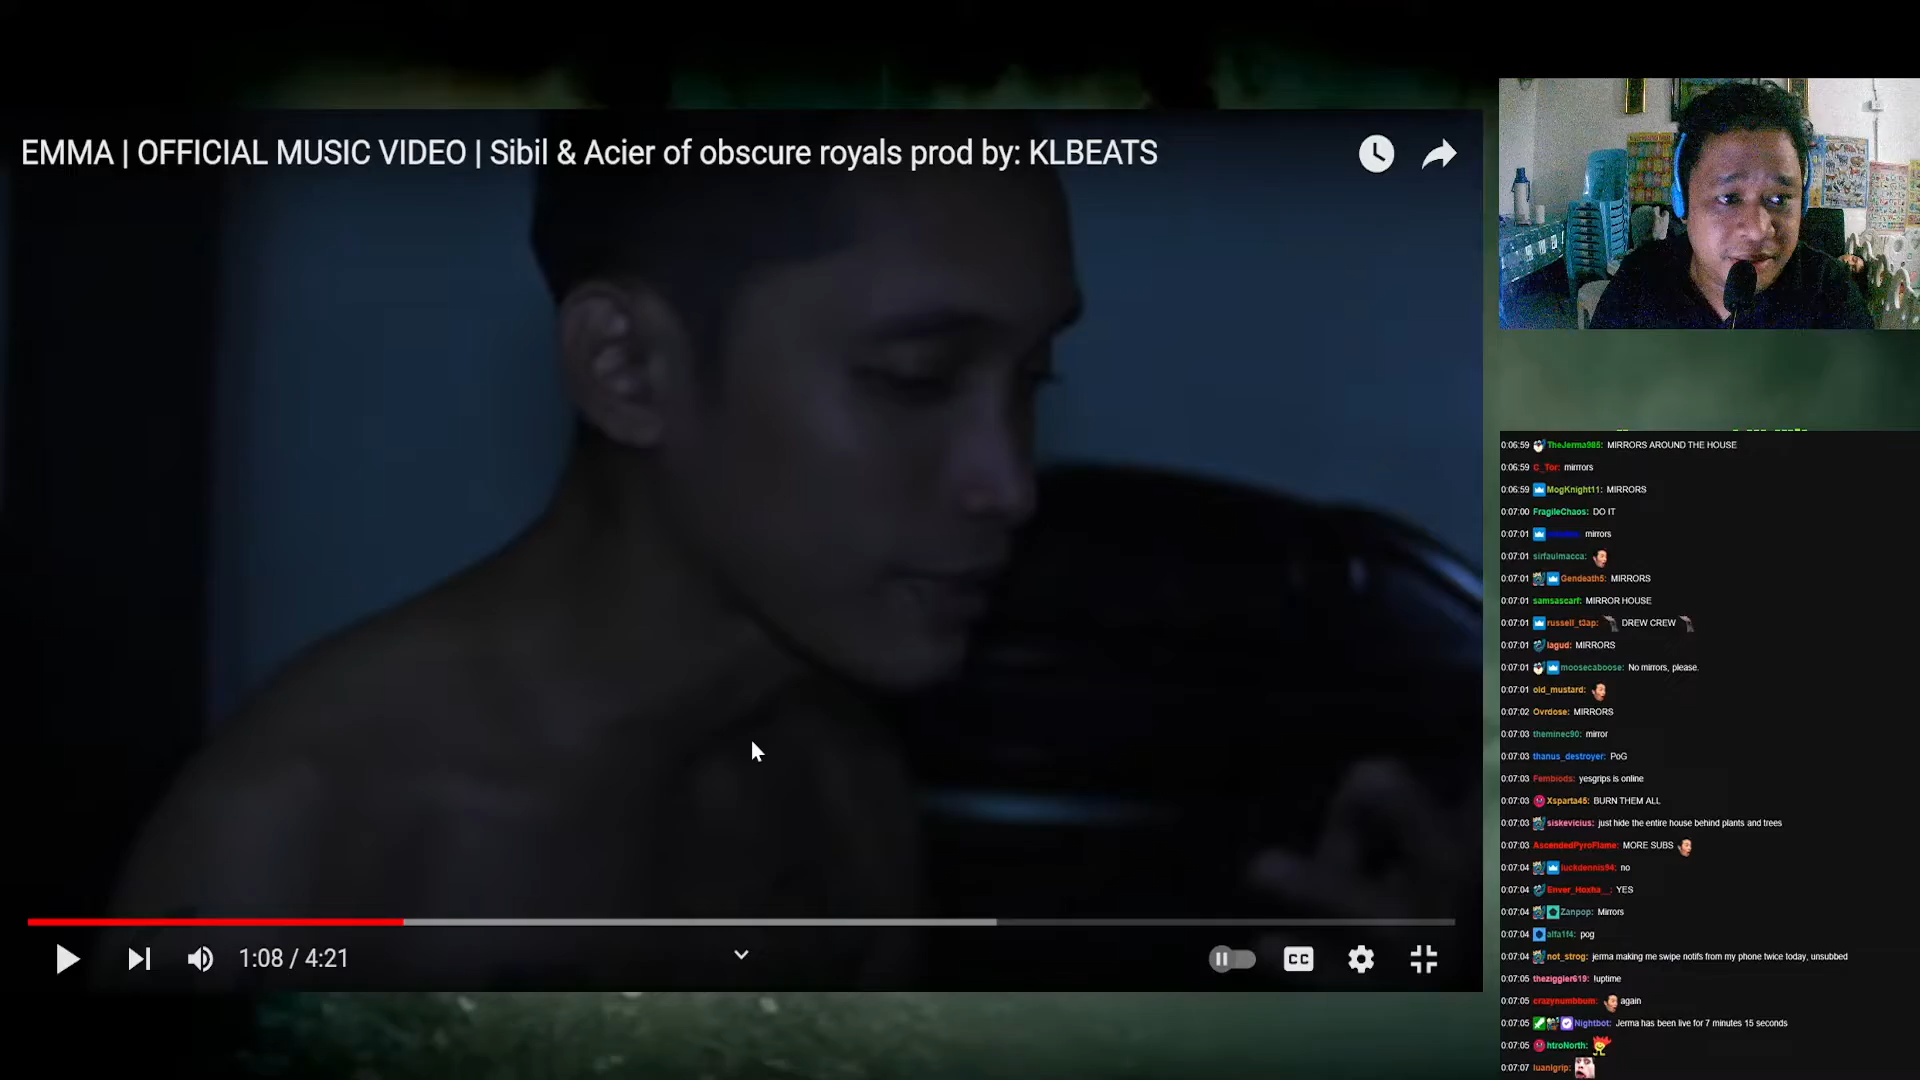 EMMA | OFFICIAL MUSIC VIDEO | Sibil & Acier of obscure royals prod by: KLBEATS
1:08 / 4:21
CC
0:06:59 TheJerma985: MIRRORS AROUND THE HOUSE
0:06:59 C_Tor: mirrors
0:06:59 MogKnight11: MIRRORS
0:07:00 FragileChaos: DO IT
0:07:01 mirrors
0:07:01 sirfaulmacca:
0:07:01 Gendeath5: MIRRORS
0:07:01 samsascarf: MIRROR HOUSE
0:07:01 russell_t3ap: DREW CREW
0:07:01 lagud: MIRRORS
0:07:01 moosecaboose: No mirrors, please.
0:07:01 old_mustard:
0:07:02 Ovrdose: MIRRORS
0:07:03 theminec90: mirror
0:07:03 thanus_destroyer: PoG
0:07:03 Fembiods: yesgrips is online
0:07:03 Xsparta45: BURN THEM ALL
0:07:03 siskevicius: just hide the entire house behind plants and trees
0:07:03 AscendedPyroFlame: MORE SUBS
0:07:04 luckdennis94: no
0:07:04 Enver_Hoxha__: YES
0:07:04 Zanpop: Mirrors
0:07:04 alfa1f4: pog
0:07:04 not_strog: jerma making me swipe notifs from my phone twice today, unsubbed
0:07:05 theziggler619: !uptime
0:07:05 crazynumbbum: again
0:07:05 Nightbot: Jerma has been live for 7 minutes 15 seconds
0:07:05 htroNorth:
0:07:07 luanigrip: